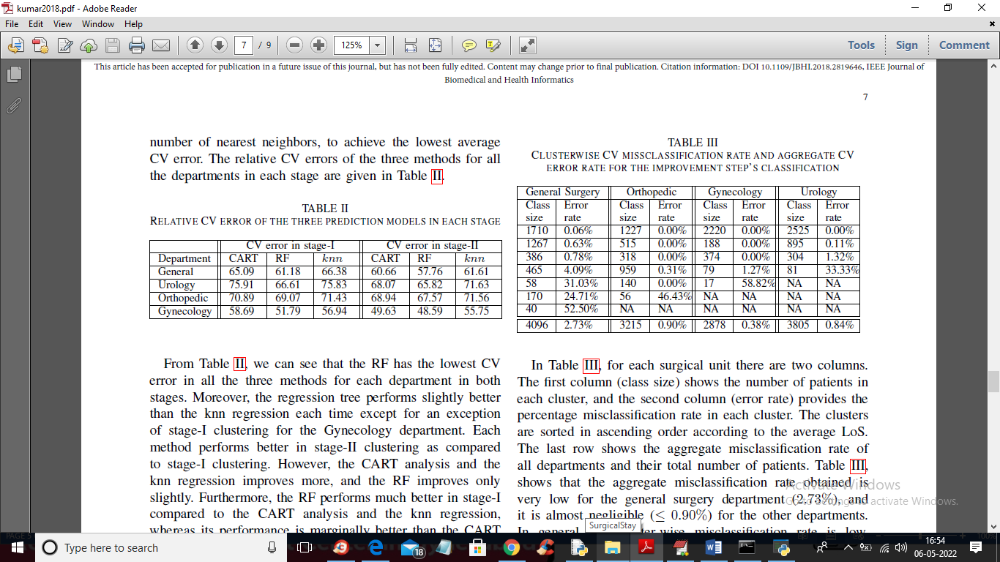 kumar2018.pdf - Adobe Reader
File Edit View Window Help
7 / 9 125% Tools Sign Comment
This article has been accepted for publication in a future issue of this journal, but has not been fully edited. Content may change prior to final publication. Citation information: DOI 10.1109/JBHI.2018.2819646, IEEE Journal of
Biomedical and Health Informatics
7
number of nearest neighbors, to achieve the lowest average
CV error. The relative CV errors of the three methods for all
the departments in each stage are given in Table II.
TABLE II
RELATIVE CV ERROR OF THE THREE PREDICTION MODELS IN EACH STAGE
CV error in stage-I CV error in stage-II
Department CART RF knn CART RF knn
General 65.09 61.18 66.38 60.66 57.76 61.61
Urology 75.91 66.61 75.83 68.07 65.82 71.63
Orthopedic 70.89 69.07 71.43 68.94 67.57 71.56
Gynecology 58.69 51.79 56.94 49.63 48.59 55.75
From Table II, we can see that the RF has the lowest CV
error in all the three methods for each department in both
stages. Moreover, the regression tree performs slightly better
than the knn regression each time except for an exception
of stage-I clustering for the Gynecology department. Each
method performs better in stage-II clustering as compared
to stage-I clustering. However, the CART analysis and the
knn regression improves more, and the RF improves only
slightly. Furthermore, the RF performs much better in stage-I
compared to the CART analysis and the knn regression,
whereas its performance is marginally better than the CART
TABLE III
CLUSTERWISE CV MISSCLASSIFICATION RATE AND AGGREGATE CV
ERROR RATE FOR THE IMPROVEMENT STEP'S CLASSIFICATION
General Surgery Orthopedic Gynecology Urology
Class Error Class Error Class Error Class Error
size rate size rate size rate size rate
1710 0.06% 1227 0.00% 2220 0.00% 2525 0.00%
1267 0.63% 515 0.00% 188 0.00% 895 0.11%
386 0.78% 318 0.00% 374 0.00% 304 1.32%
465 4.09% 959 0.31% 79 1.27% 81 33.33%
58 31.03% 140 0.00% 17 58.82% NA NA
170 24.71% 56 46.43% NA NA NA NA
40 52.50% NA NA NA NA NA NA
4096 2.73% 3215 0.90% 2878 0.38% 3805 0.84%
In Table III, for each surgical unit there are two columns.
The first column (class size) shows the number of patients in
each cluster, and the second column (error rate) provides the
percentage misclassification rate in each cluster. The clusters
are sorted in ascending order according to the average LoS.
The last row shows the aggregate misclassification rate of
all departments and their total number of patients. Table III,
shows that the aggregate misclassification rate obtained is
very low for the general surgery department (2.73%), and
it is almost negligible (≤ 0.90%) for the other departments.
In general ter-wise misclassification rate is low
Activate Windows
Go to Settings to activate Windows.
SurgicalStay
Type here to search
18
16:54
06-05-2022